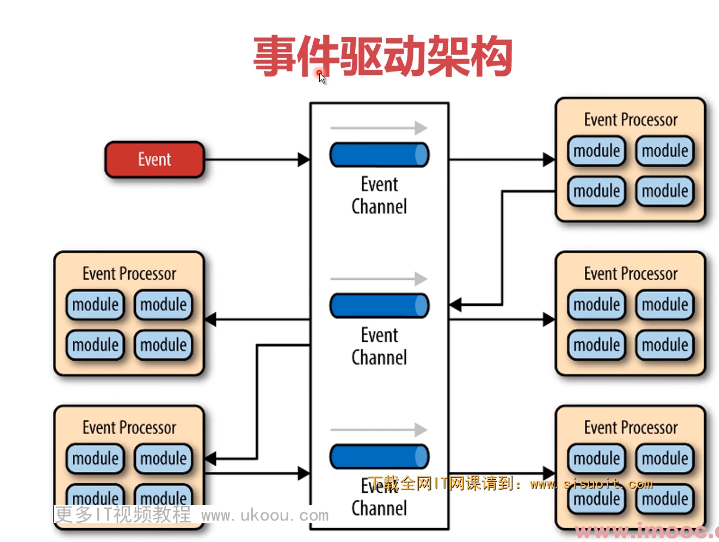 事件驱动架构
Event
Event
Channel
Event Processor
module module
module module
Event Processor
module module
module module
Event
Channel
Event Processor
module module
module module
Event Processor
module module
module module
Event
Channel
Event Processor
module module
module module
下载全网IT网课请到：www.sisuoit.com
更多IT视频教程 www.ukoou.com
www.imooc.c